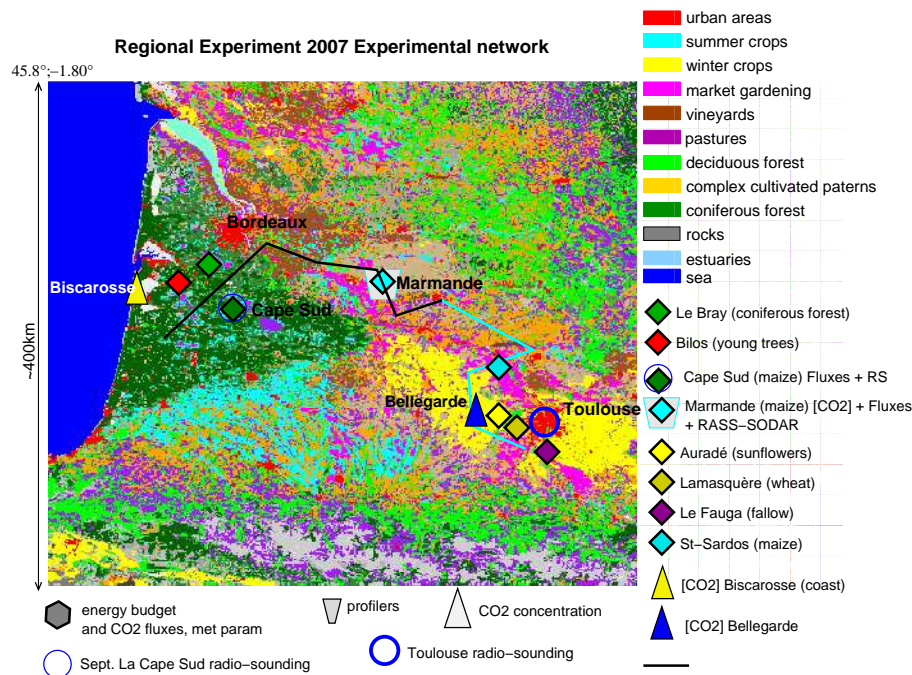 Regional Experiment 2007 Experimental network
45.8°;−1.80°
~400km
Bordeaux
Biscarosse
Marmande
Cape Sud
Bellegarde
Toulouse
urban areas
summer crops
winter crops
market gardening
vineyards
pastures
deciduous forest
complex cultivated paterns
coniferous forest
rocks
estuaries
sea
Le Bray (coniferous forest)
Bilos (young trees)
Cape Sud (maize) Fluxes + RS
Marmande (maize) [CO2] + Fluxes
+ RASS−SODAR
Auradé (sunflowers)
Lamasquère (wheat)
Le Fauga (fallow)
St−Sardos (maize)
[CO2] Biscarosse (coast)
[CO2] Bellegarde
energy budget
and CO2 fluxes, met param
profilers
CO2 concentration
Sept. La Cape Sud radio−sounding
Toulouse radio−sounding